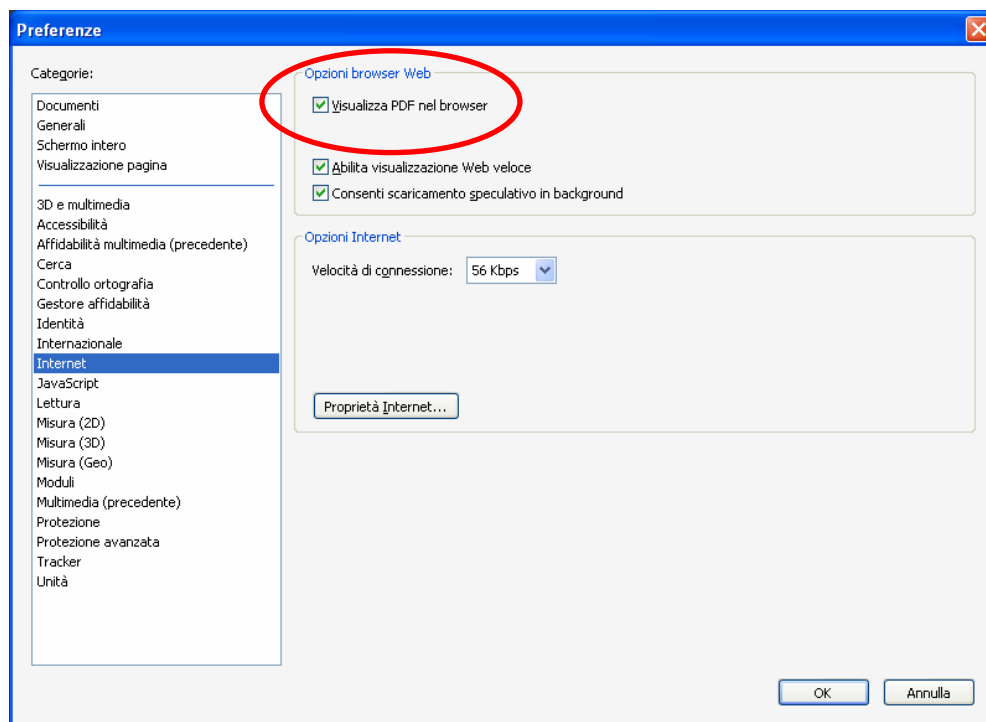 Preferenze
Categorie:
Documenti
Generali
Schermo intero
Visualizzazione pagina
3D e multimedia
Accessibilità
Affidabilità multimedia (precedente)
Cerca
Controllo ortografia
Gestore affidabilità
Identità
Internazionale
Internet
JavaScript
Lettura
Misura (2D)
Misura (3D)
Misura (Geo)
Moduli
Multimedia (precedente)
Protezione
Protezione avanzata
Tracker
Unità
Opzioni browser Web
Visualizza PDF nel browser
Abilita visualizzazione Web veloce
Consenti scaricamento speculativo in background
Opzioni Internet
Velocità di connessione: 56 Kbps
Proprietà Internet...
OK Annulla